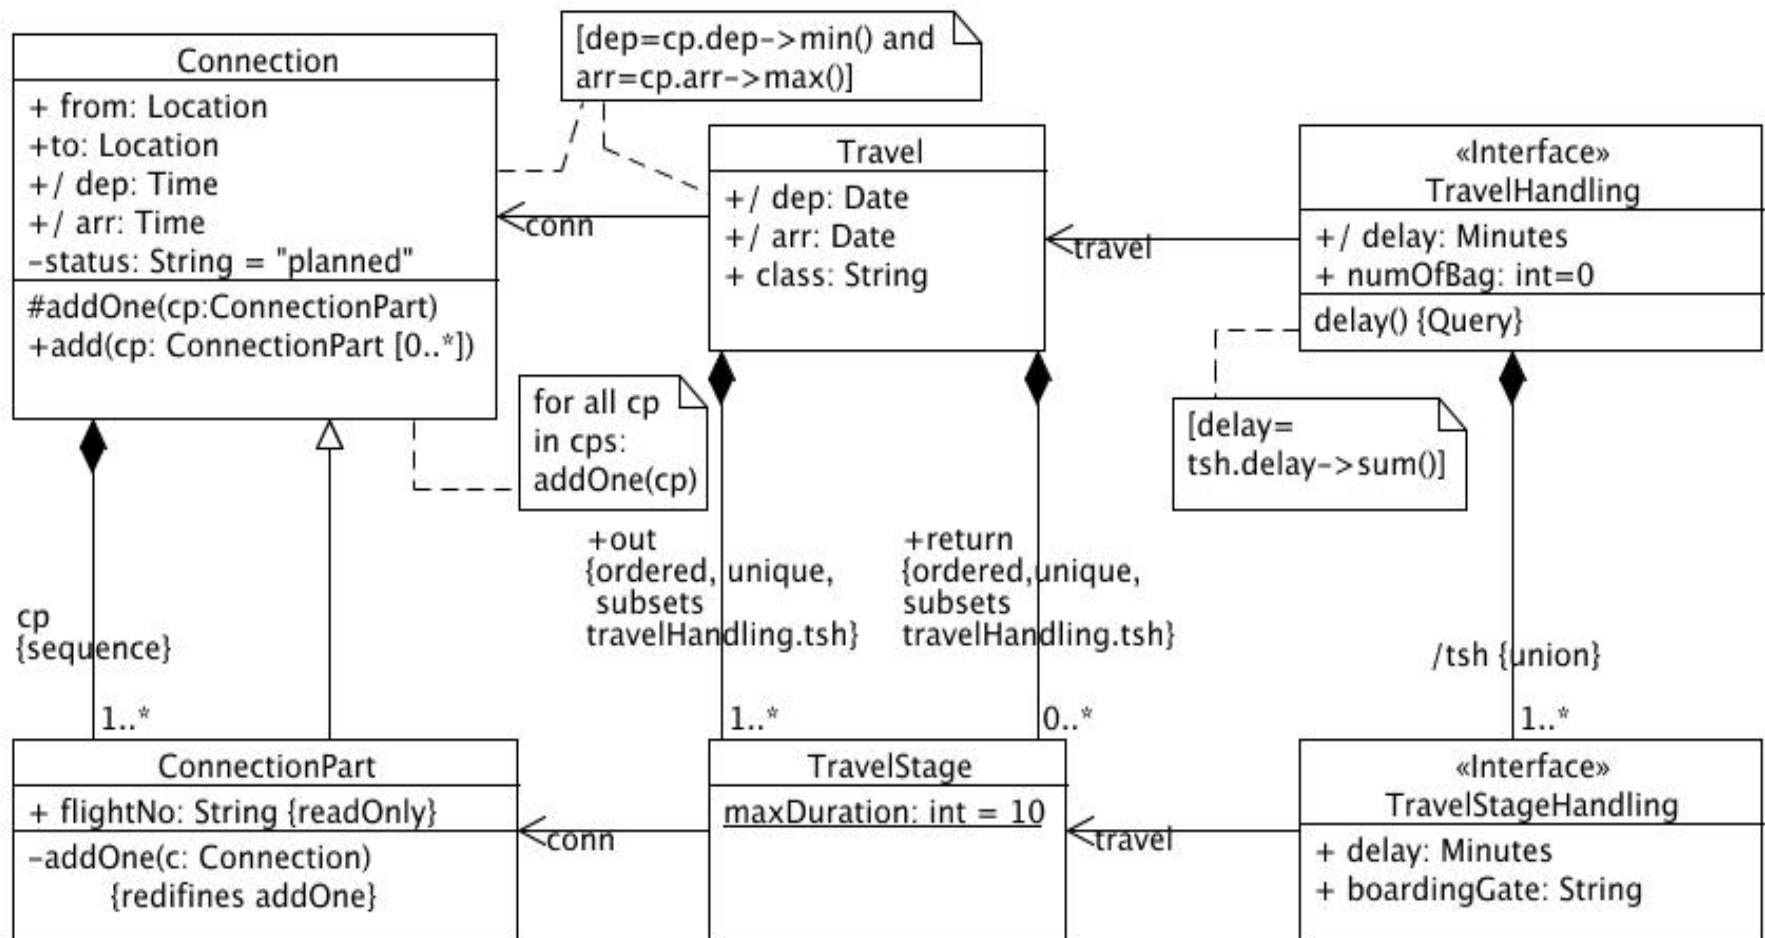 Connection
+ from: Location
+to: Location
+/ dep: Time
+/ arr: Time
-status: String = "planned"
#addOne(cp:ConnectionPart)
+add(cp: ConnectionPart [0..*])
[dep=cp.dep->min() and
arr=cp.arr->max()]
conn
Travel
+/ dep: Date
+/ arr: Date
+ class: String
travel
«Interface»
TravelHandling
+/ delay: Minutes
+ numOfBag: int=0
delay() {Query}
for all cp
in cps:
addOne(cp)
[delay=
tsh.delay->sum()]
cp
{sequence}
1..*
+out
{ordered, unique,
subsets
travelHandling.tsh}
1..*
+return
{ordered,unique,
subsets
travelHandling.tsh}
0..*
/tsh {union}
1..*
ConnectionPart
+ flightNo: String {readOnly}
-addOne(c: Connection)
{redifines addOne}
conn
TravelStage
maxDuration: int = 10
travel
«Interface»
TravelStageHandling
+ delay: Minutes
+ boardingGate: String